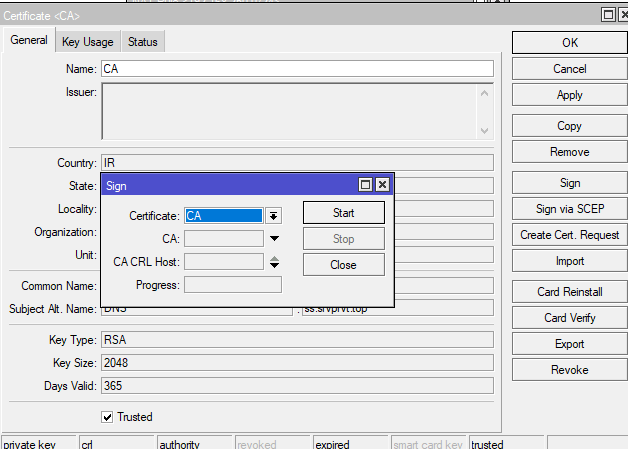 Certificate <CA>
General Key Usage Status
OK
Name: CA
Cancel
Issuer:
Apply
Copy
Remove
Country: IR
Sign
State:
Sign
Locality:
Certificate: CA Start
Sign via SCEP
Organization:
CA: Stop
Create Cert. Request
Unit:
CA CRL Host: Close
Import
Common Name:
Progress:
Card Reinstall
Subject Alt. Name: DNS : ss.srvprvt.top
Card Verify
Key Type: RSA
Export
Key Size: 2048
Revoke
Days Valid: 365
Trusted
private key crl authority revoked expired smart card key trusted